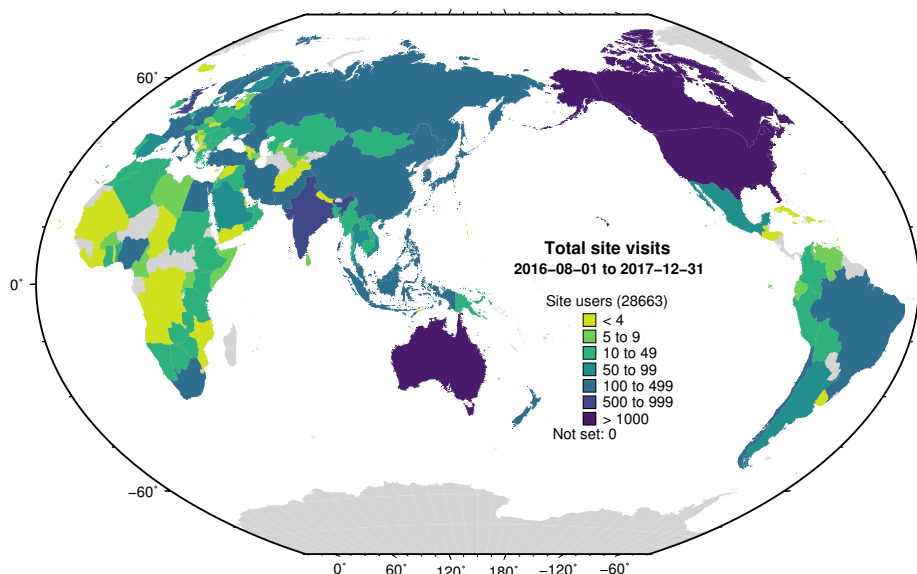 60°
0°
−60°
Total site visits
2016−08−01 to 2017−12−31
Site users (28663)
< 4
5 to 9
10 to 49
50 to 99
100 to 499
500 to 999
> 1000
Not set: 0
0° 60° 120° 180° −120° −60°